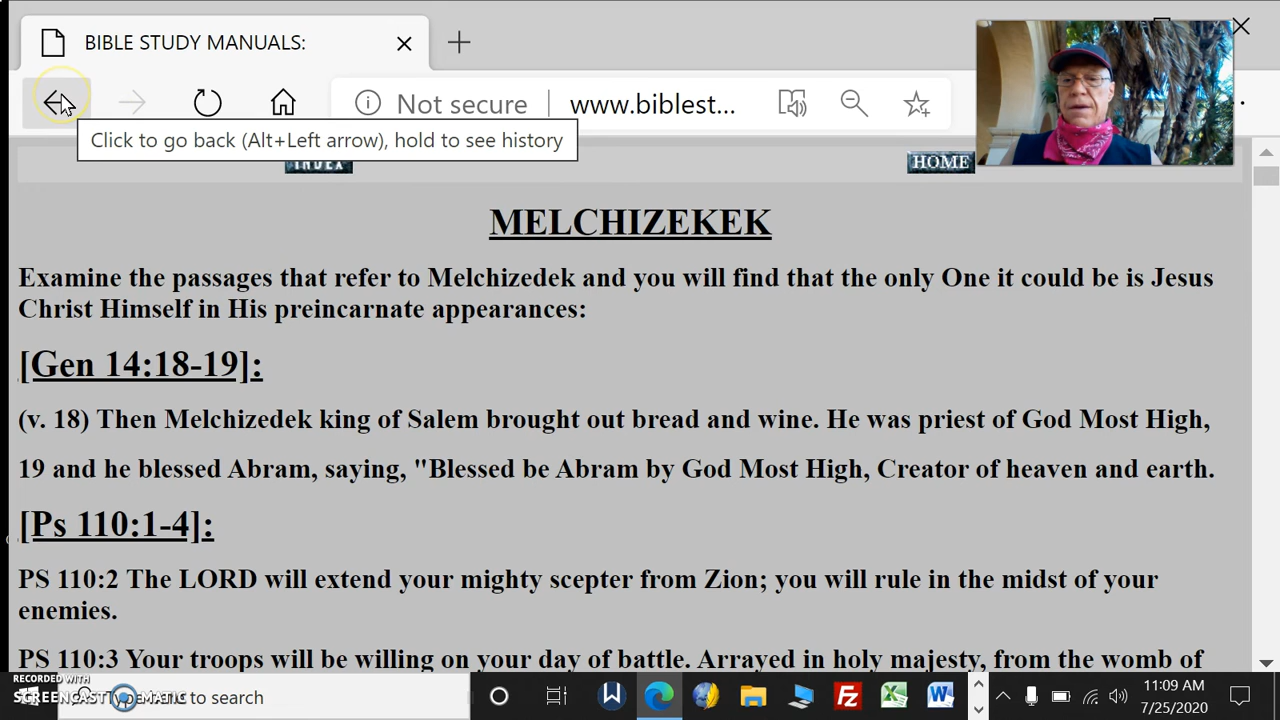 BIBLE STUDY MANUALS:
Not secure
www.biblest...
Click to go back (Alt+Left arrow), hold to see history
INDEX
HOME
MELCHIZEKEK
Examine the passages that refer to Melchizedek and you will find that the only One it could be is Jesus
Christ Himself in His preincarnate appearances:
[Gen 14:18-19]:
(v. 18) Then Melchizedek king of Salem brought out bread and wine. He was priest of God Most High,
19 and he blessed Abram, saying, "Blessed be Abram by God Most High, Creator of heaven and earth.
[Ps 110:1-4]:
PS 110:2 The LORD will extend your mighty scepter from Zion; you will rule in the midst of your
enemies.
PS 110:3 Your troops will be willing on your day of battle. Arrayed in holy majesty, from the womb of
RECORDED WITH
SCREENCAST MATIC
Type here to search
11:09 AM
7/25/2020